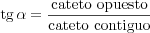 tg α = cateto opuesto / cateto contiguo